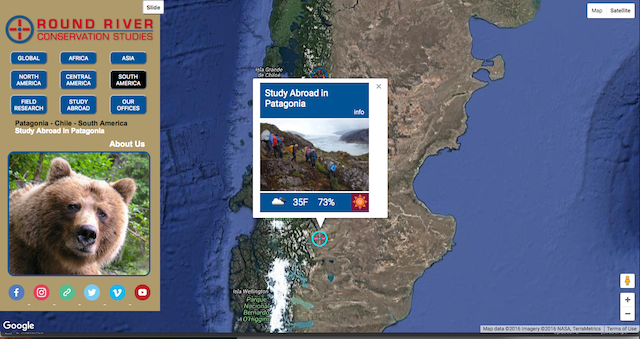 Slide
ROUND RIVER
CONSERVATION STUDIES
GLOBAL
AFRICA
ASIA
NORTH AMERICA
CENTRAL AMERICA
SOUTH AMERICA
FIELD RESEARCH
STUDY ABROAD
OUR OFFICES
Patagonia - Chile - South America
Study Abroad in Patagonia
About Us
Google
Map
Satellite
Isla Grande
de Chiloé
×
Study Abroad in
Patagonia
info
35F
73%
Isla Wellington
Parque
Nacional
Bernardo
O'Higgins
+
−
Map data ©2016 Imagery ©2016 NASA, TerraMetrics
Terms of Use